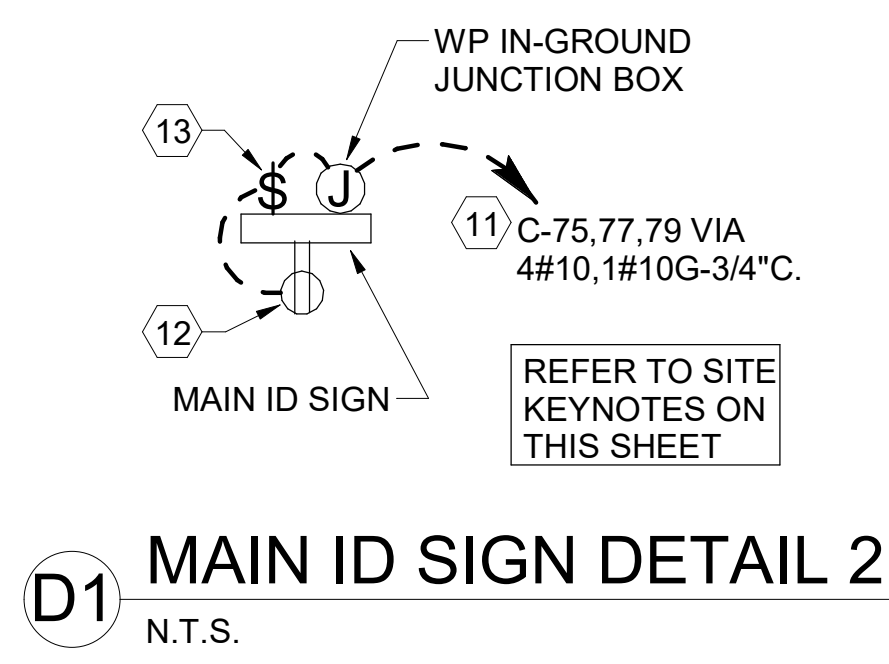 WP IN-GROUND
JUNCTION BOX
13
$
J
11
C-75,77,79 VIA
4#10,1#10G-3/4"C.
12
MAIN ID SIGN
REFER TO SITE
KEYNOTES ON
THIS SHEET
D1
MAIN ID SIGN DETAIL 2
N.T.S.